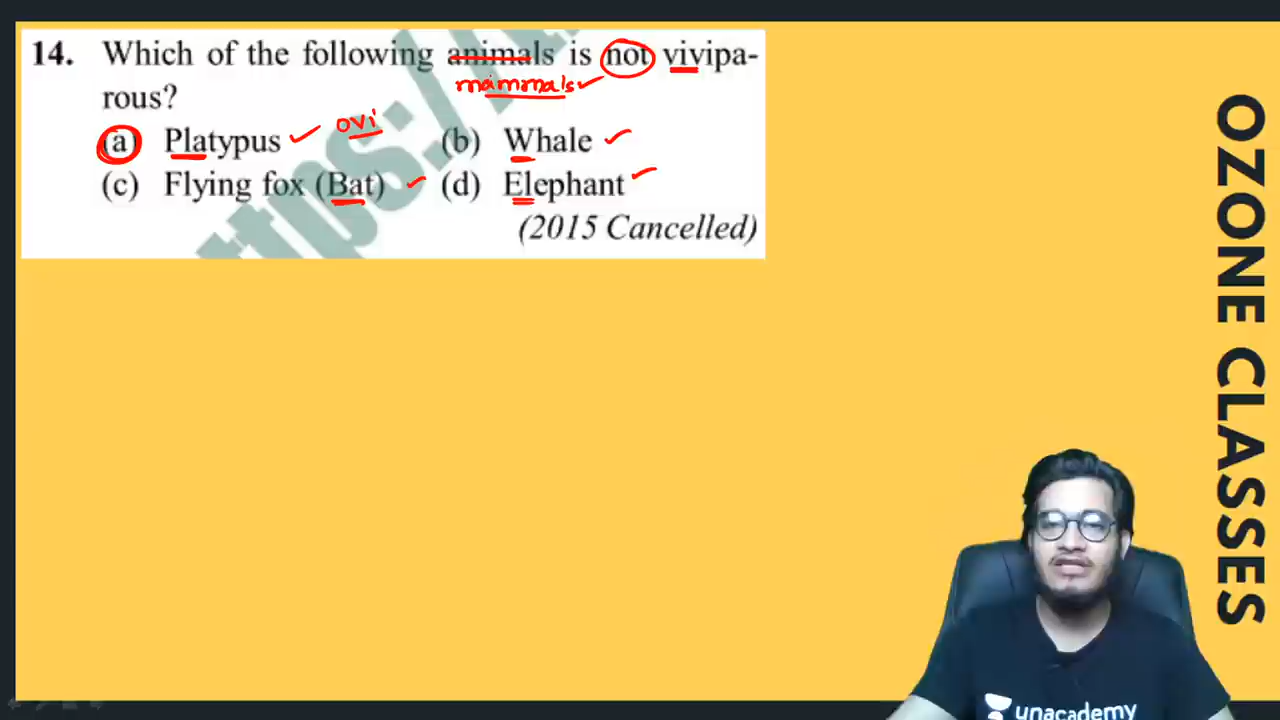 14. Which of the following animals is not vivipa-
mammals
rous?
ovi
(a) Platypus (b) Whale
(c) Flying fox (Bat) (d) Elephant
(2015 Cancelled)
ttps://
OZONE CLASSES
unacademy